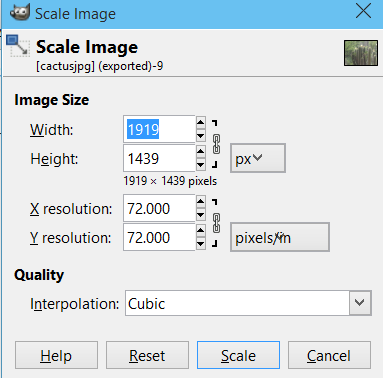 Scale Image
Scale Image
[cactusjpg] (exported)-9
Image Size
Width: 1919
Height: 1439 px
1919 × 1439 pixels
X resolution: 72.000
Y resolution: 72.000 pixels/in
Quality
Interpolation: Cubic
Help Reset Scale Cancel